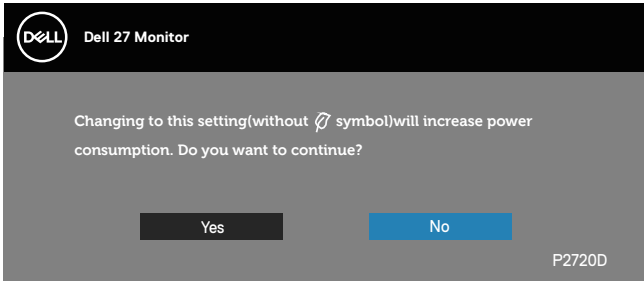 DELL
Dell 27 Monitor
Changing to this setting(without symbol)will increase power
consumption. Do you want to continue?
Yes
No
P2720D